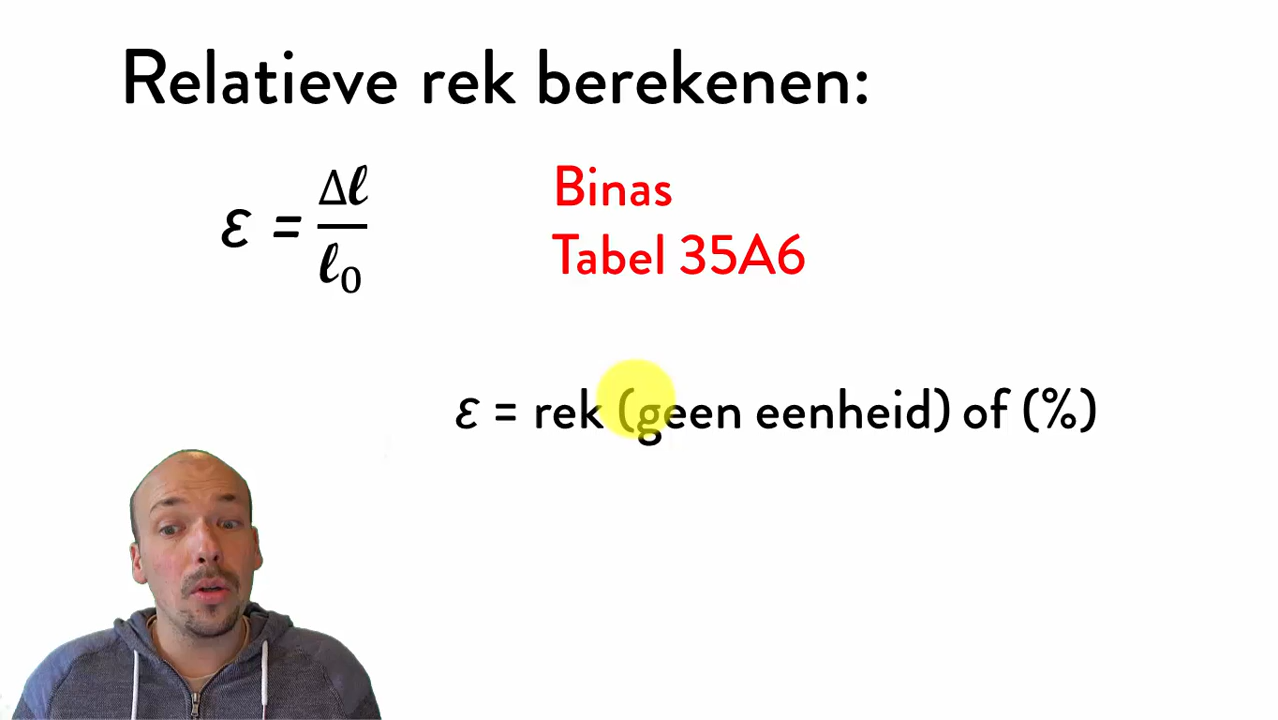 Relatieve rek berekenen:
ε = Δℓ / ℓ₀
Binas
Tabel 35A6
ε = rek (geen eenheid) of (%)